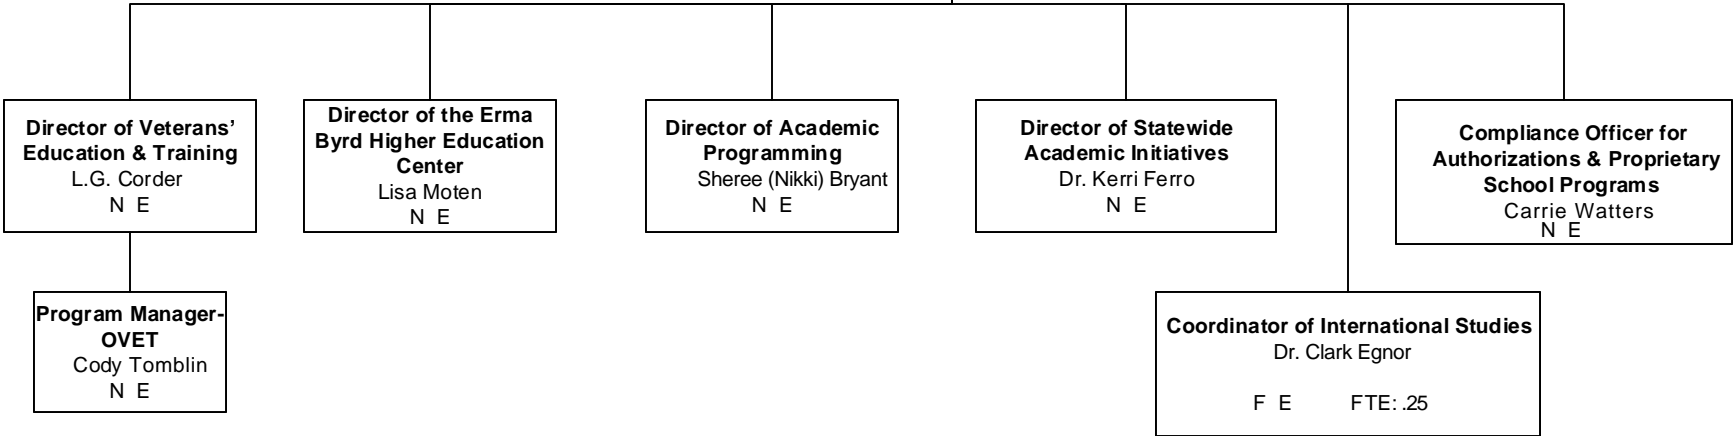 Director of Veterans’
Education & Training
L.G. Corder
N E
Director of the Erma
Byrd Higher Education
Center
Lisa Moten
N E
Director of Academic
Programming
Sheree (Nikki) Bryant
N E
Director of Statewide
Academic Initiatives
Dr. Kerri Ferro
N E
Compliance Officer for
Authorizations & Proprietary
School Programs
Carrie Watters
N E
Program Manager-
OVET
Cody Tomblin
N E
Coordinator of International Studies
Dr. Clark Egnor
F E FTE: .25